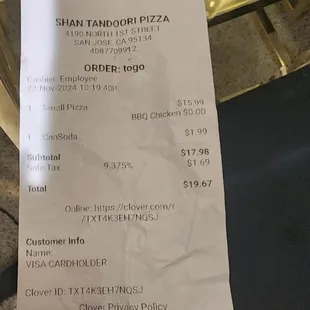 SHAN TANDOORI PIZZA
4190 NORTH 1ST STREET
SAN JOSE, CA 95134
4087709912
ORDER: togo
Cashier: Employee
22-Nov-2024 10:19:40P
1 Small Pizza $15.99
BBQ Chicken $0.00
1 CanSoda $1.99
Subtotal $17.98
Sale Tax 9.375% $1.69
Total $19.67
Online: https://clover.com/r
/TXT4K3EH7NQSJ
Customer Info
Name:
VISA CARDHOLDER
Clover ID: TXT4K3EH7NQSJ
Clover Privacy Policy